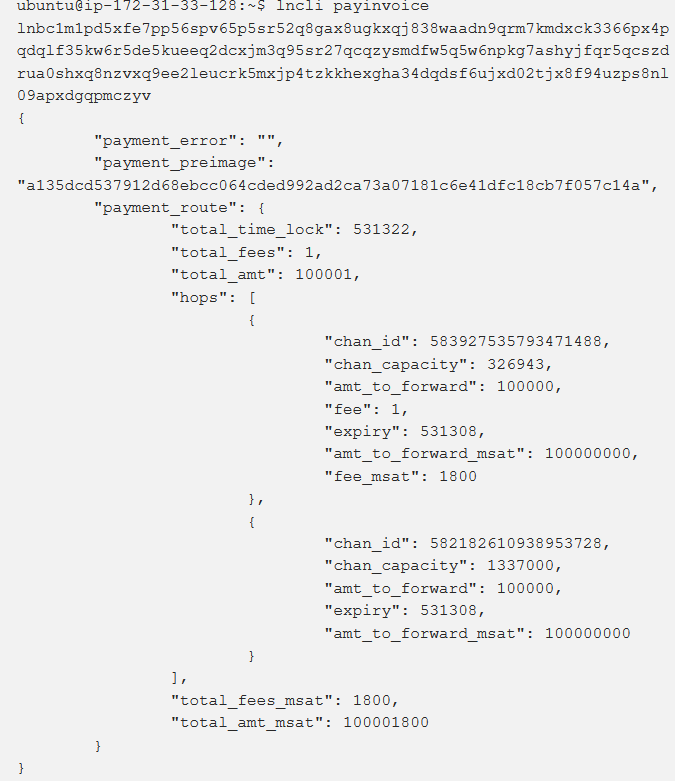 ubuntu@ip-172-31-33-128:~$ lncli payinvoice
lnbc1m1pd5xfe7pp56spv65p5sr52q8gax8ugkxqj838waadn9qrm7kmdxck3366px4p
qdqlf35kw6r5de5kueeq2dcxjm3q95sr27qcqzysmdfw5q5w6npkg7ashyjfqr5qcszd
rua0shxq8nzvxq9ee2leucrk5mxjp4tzkkhexgha34dqdsf6ujxd02tjx8f94uzps8nl
09apxdgqpmczyv
{
"payment_error": "",
"payment_preimage":
"a135dcd537912d68ebcc064cded992ad2ca73a07181c6e41dfc18cb7f057c14a",
"payment_route": {
"total_time_lock": 531322,
"total_fees": 1,
"total_amt": 100001,
"hops": [
{
"chan_id": 583927535793471488,
"chan_capacity": 326943,
"amt_to_forward": 100000,
"fee": 1,
"expiry": 531308,
"amt_to_forward_msat": 100000000,
"fee_msat": 1800
},
{
"chan_id": 582182610938953728,
"chan_capacity": 1337000,
"amt_to_forward": 100000,
"expiry": 531308,
"amt_to_forward_msat": 100000000
}
],
"total_fees_msat": 1800,
"total_amt_msat": 100001800
}
}